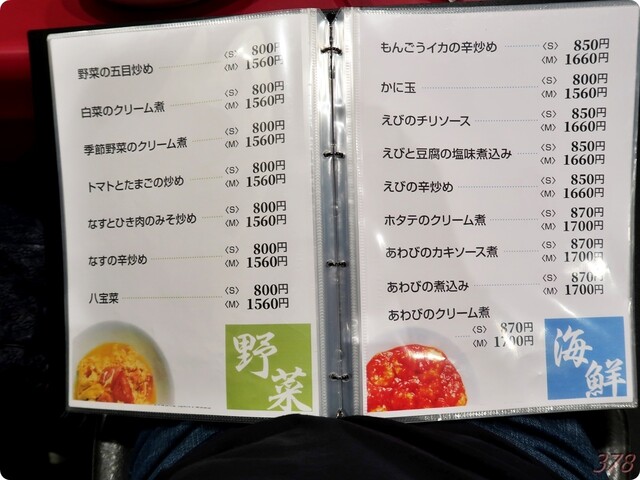 野菜の五目炒め 〈S〉 800円
〈M〉 1560円
白菜のクリーム煮 〈S〉 800円
〈M〉 1560円
季節野菜のクリーム煮 〈S〉 800円
〈M〉 1560円
トマトとたまごの炒め 〈S〉 800円
〈M〉 1560円
なすとひき肉のみそ炒め 〈S〉 800円
〈M〉 1560円
なすの辛炒め 〈S〉 800円
〈M〉 1560円
八宝菜 〈S〉 800円
〈M〉 1560円
野菜
もんごうイカの辛炒め 〈S〉 850円
〈M〉 1660円
かに玉 〈S〉 800円
〈M〉 1560円
えびのチリソース 〈S〉 850円
〈M〉 1660円
えびと豆腐の塩味煮込み 〈S〉 850円
〈M〉 1660円
えびの辛炒め 〈S〉 850円
〈M〉 1660円
ホタテのクリーム煮 〈S〉 870円
〈M〉 1700円
あわびのカキソース煮 〈S〉 870円
〈M〉 1700円
あわびの煮込み 〈S〉 870円
〈M〉 1700円
あわびのクリーム煮
〈S〉 870円
〈M〉 1700円
海鮮
378